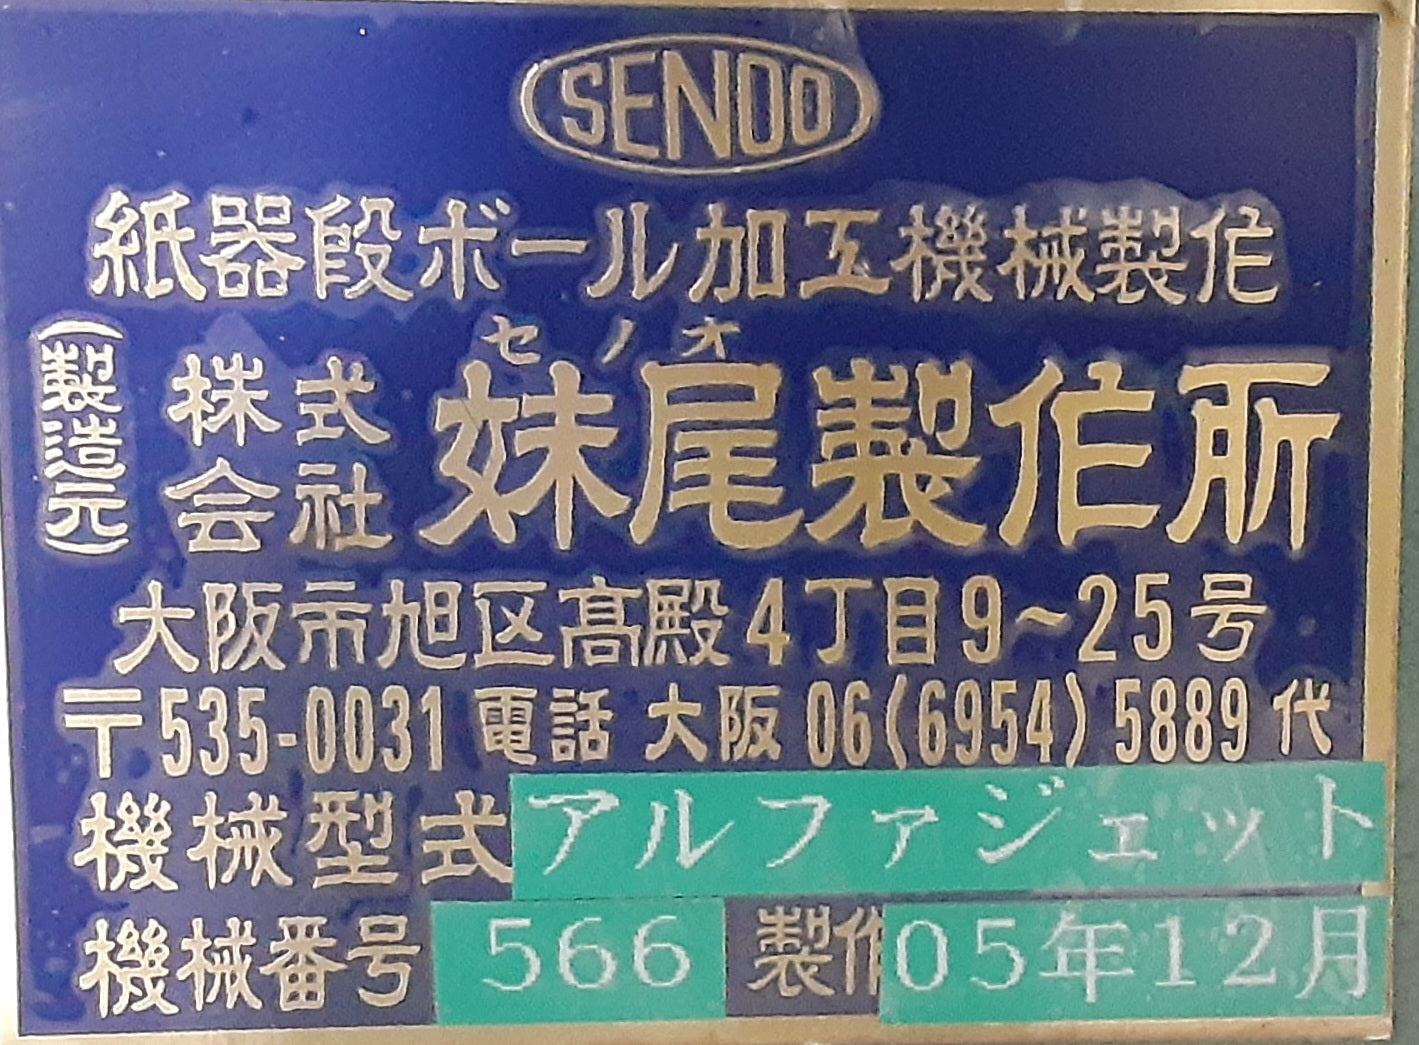 SENOO
紙器段ボール加工機械製作
セノオ
(製造元) 株式会社 妹尾製作所
大阪市旭区髙殿4丁目9~25号
〒535-0031 電話 大阪 06(6954)5889 代
機械型式 アルファジェット
機械番号 566 製作 05年12月